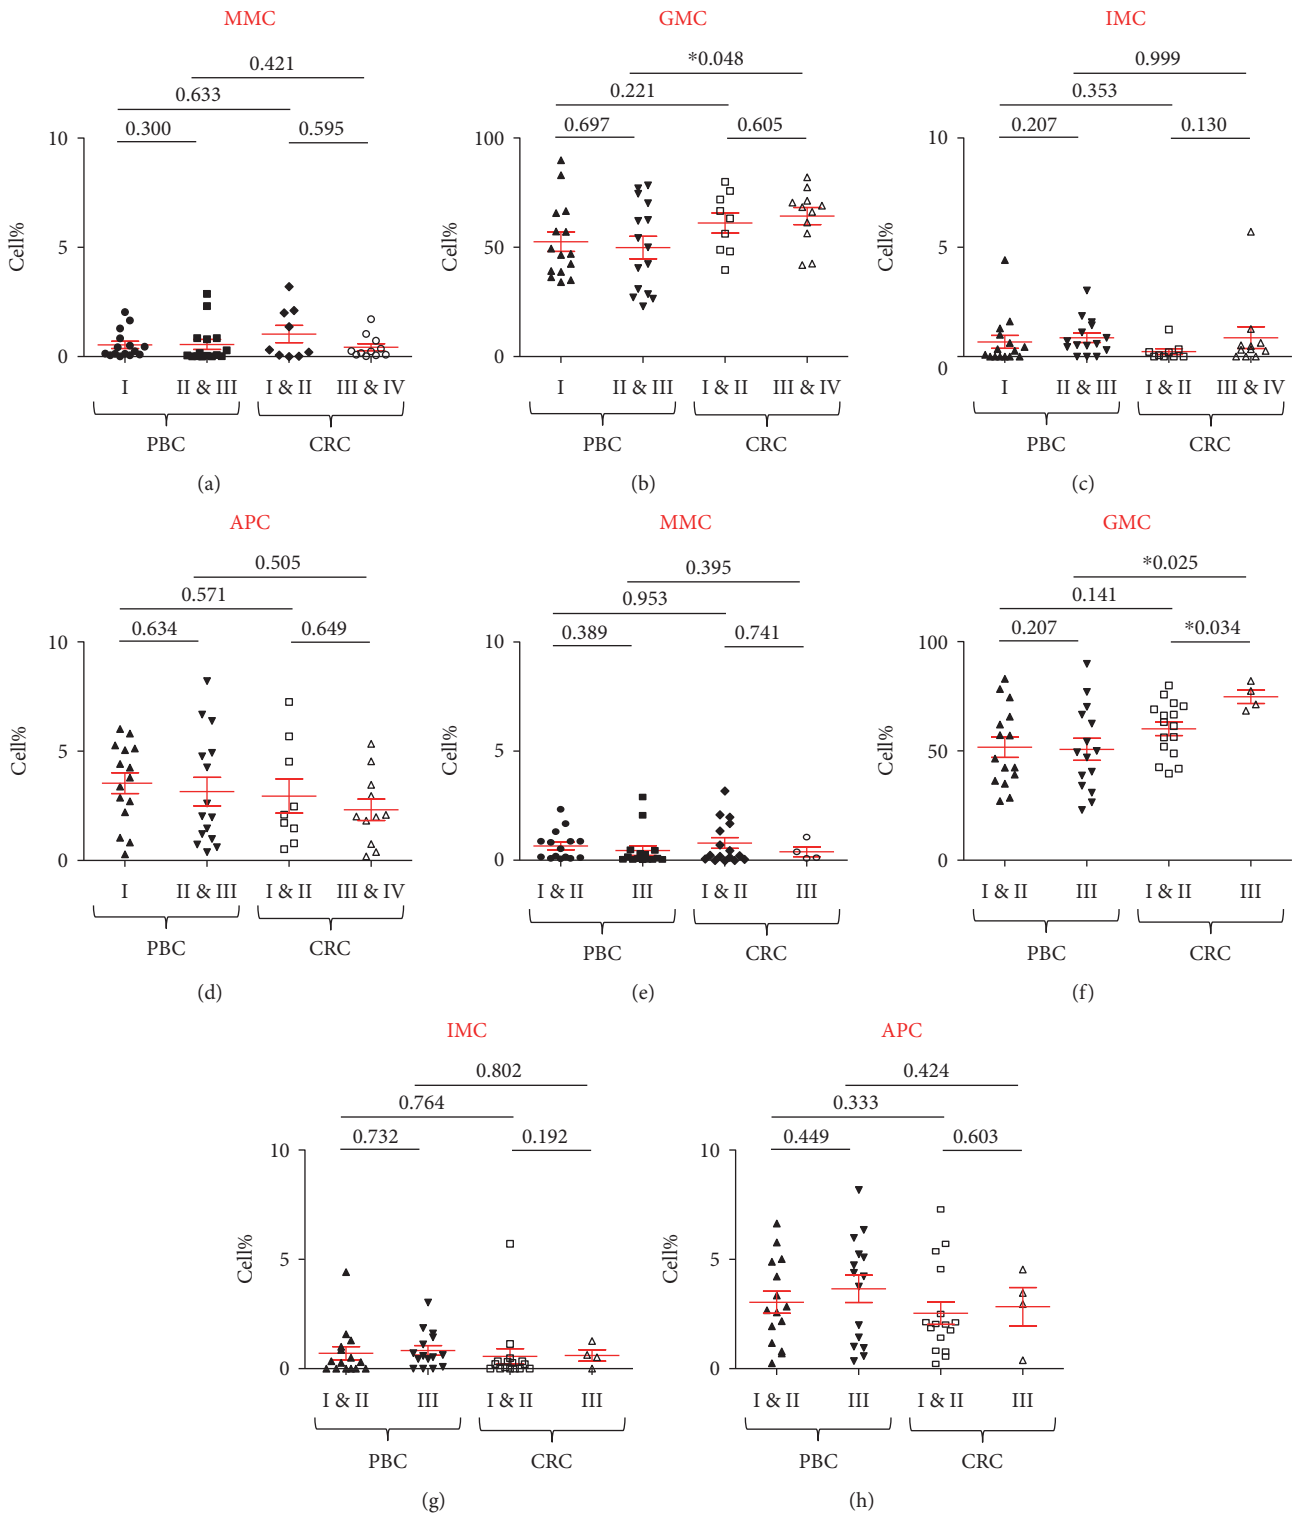 MMC
0.421
0.633
0.300 0.595
10
5
0
Cell%
I II & III I & II III & IV
PBC CRC
(a)
GMC
*0.048
0.221
0.697 0.605
100
50
0
Cell%
I II & III I & II III & IV
PBC CRC
(b)
IMC
0.999
0.353
0.207 0.130
10
5
0
Cell%
I II & III I & II III & IV
PBC CRC
(c)
APC
0.505
0.571
0.634 0.649
10
5
0
Cell%
I II & III I & II III & IV
PBC CRC
(d)
MMC
0.395
0.953
0.389 0.741
10
5
0
Cell%
I & II III I & II III
PBC CRC
(e)
GMC
*0.025
0.141
0.207 *0.034
100
50
0
Cell%
I & II III I & II III
PBC CRC
(f)
IMC
0.802
0.764
0.732 0.192
10
5
0
Cell%
I & II III I & II III
PBC CRC
(g)
APC
0.424
0.333
0.449 0.603
10
5
0
Cell%
I & II III I & II III
PBC CRC
(h)